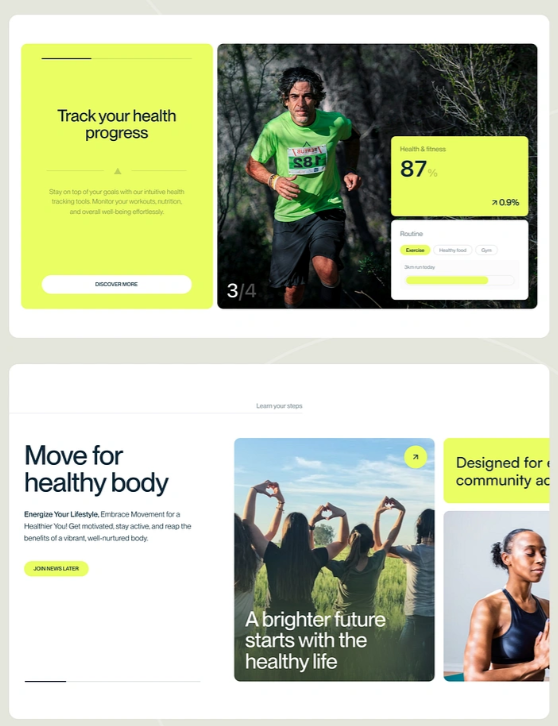 Track your health
progress
Stay on top of your goals with our intuitive health
tracking tools. Monitor your workouts, nutrition,
and overall well-being effortlessly.
DISCOVER MORE
3/4
Health & fitness
87%
0.9%
Routine
Exercise
Healthy food
Gym
3km run today
Learn your steps
Move for
healthy body
Energize Your Lifestyle, Embrace Movement for a
Healthier You! Get motivated, stay active, and reap the
benefits of a vibrant, well-nurtured body.
JOIN NEWS LATER
A brighter future
starts with the
healthy life
Designed for e
community ac